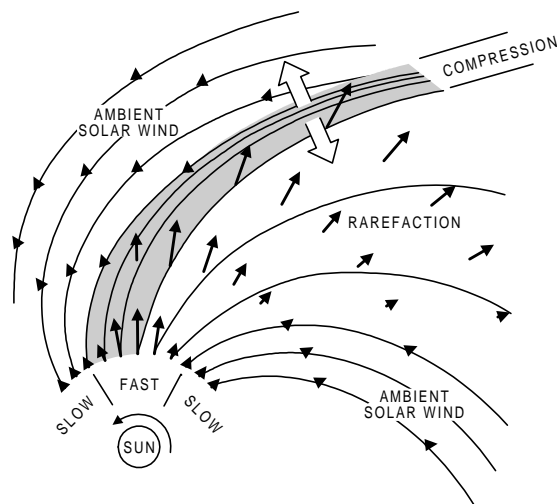 COMPRESSION
AMBIENT
SOLAR WIND
RAREFACTION
FAST
SLOW
SLOW
AMBIENT
SOLAR WIND
SUN